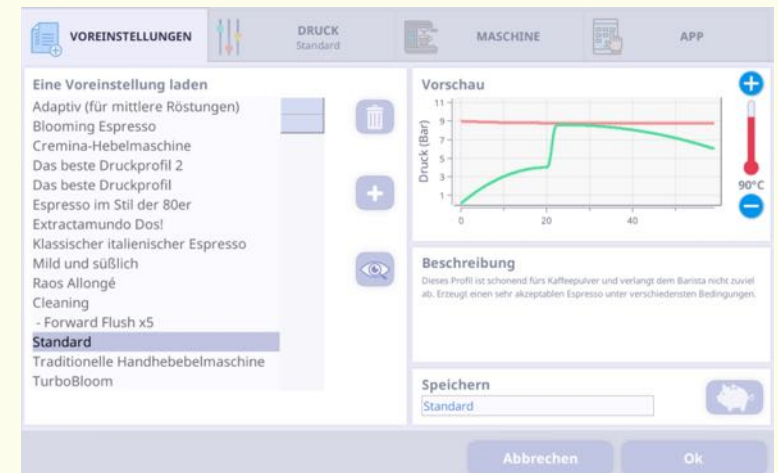 VOREINSTELLUNGEN
DRUCK
Standard
MASCHINE
APP
Eine Voreinstellung laden
Adaptiv (für mittlere Röstungen)
Blooming Espresso
Cremina-Hebelmaschine
Das beste Druckprofil 2
Das beste Druckprofil
Espresso im Stil der 80er
Extractamundo Dos!
Klassischer italienischer Espresso
Mild und süßlich
Raos Allongé
Cleaning
- Forward Flush x5
Standard
Traditionelle Handhebebelmaschine
TurboBloom
Vorschau
Druck (Bar)
11
9
7
5
3
1
0 20 40
90°C
Beschreibung
Dieses Profil ist schonend fürs Kaffeepulver und verlangt dem Barista nicht zuviel
ab. Erzeugt einen sehr akzeptablen Espresso unter verschiedensten Bedingungen.
Speichern
Standard
Abbrechen
Ok